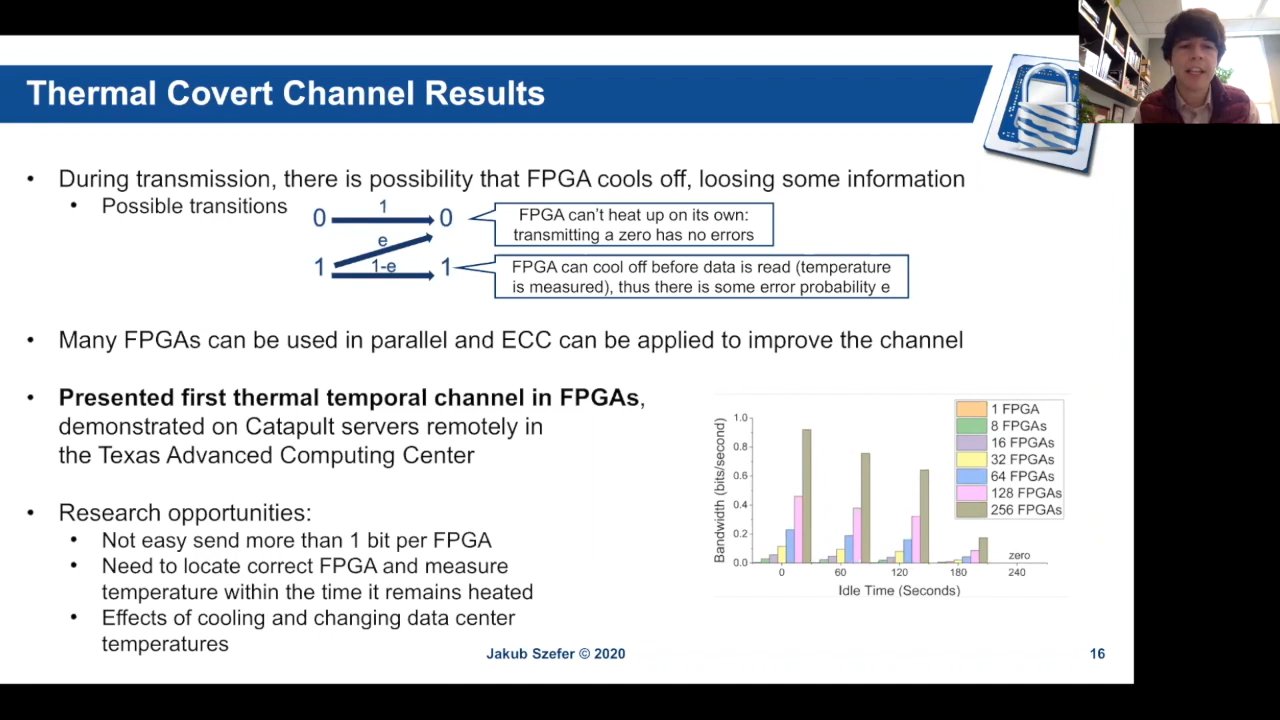 Thermal Covert Channel Results
• During transmission, there is possibility that FPGA cools off, loosing some information
• Possible transitions
0 1 0
e
1 1-e 1
FPGA can't heat up on its own:
transmitting a zero has no errors
FPGA can cool off before data is read (temperature
is measured), thus there is some error probability e
• Many FPGAs can be used in parallel and ECC can be applied to improve the channel
• Presented first thermal temporal channel in FPGAs,
demonstrated on Catapult servers remotely in
the Texas Advanced Computing Center
• Research opportunities:
• Not easy send more than 1 bit per FPGA
• Need to locate correct FPGA and measure
temperature within the time it remains heated
• Effects of cooling and changing data center
temperatures
Bandwidth (bits/second)
1.0
0.8
0.6
0.4
0.2
0.0
1 FPGA
8 FPGAs
16 FPGAs
32 FPGAs
64 FPGAs
128 FPGAs
256 FPGAs
zero
0 60 120 180 240
Idle Time (Seconds)
Jakub Szefer © 2020
16